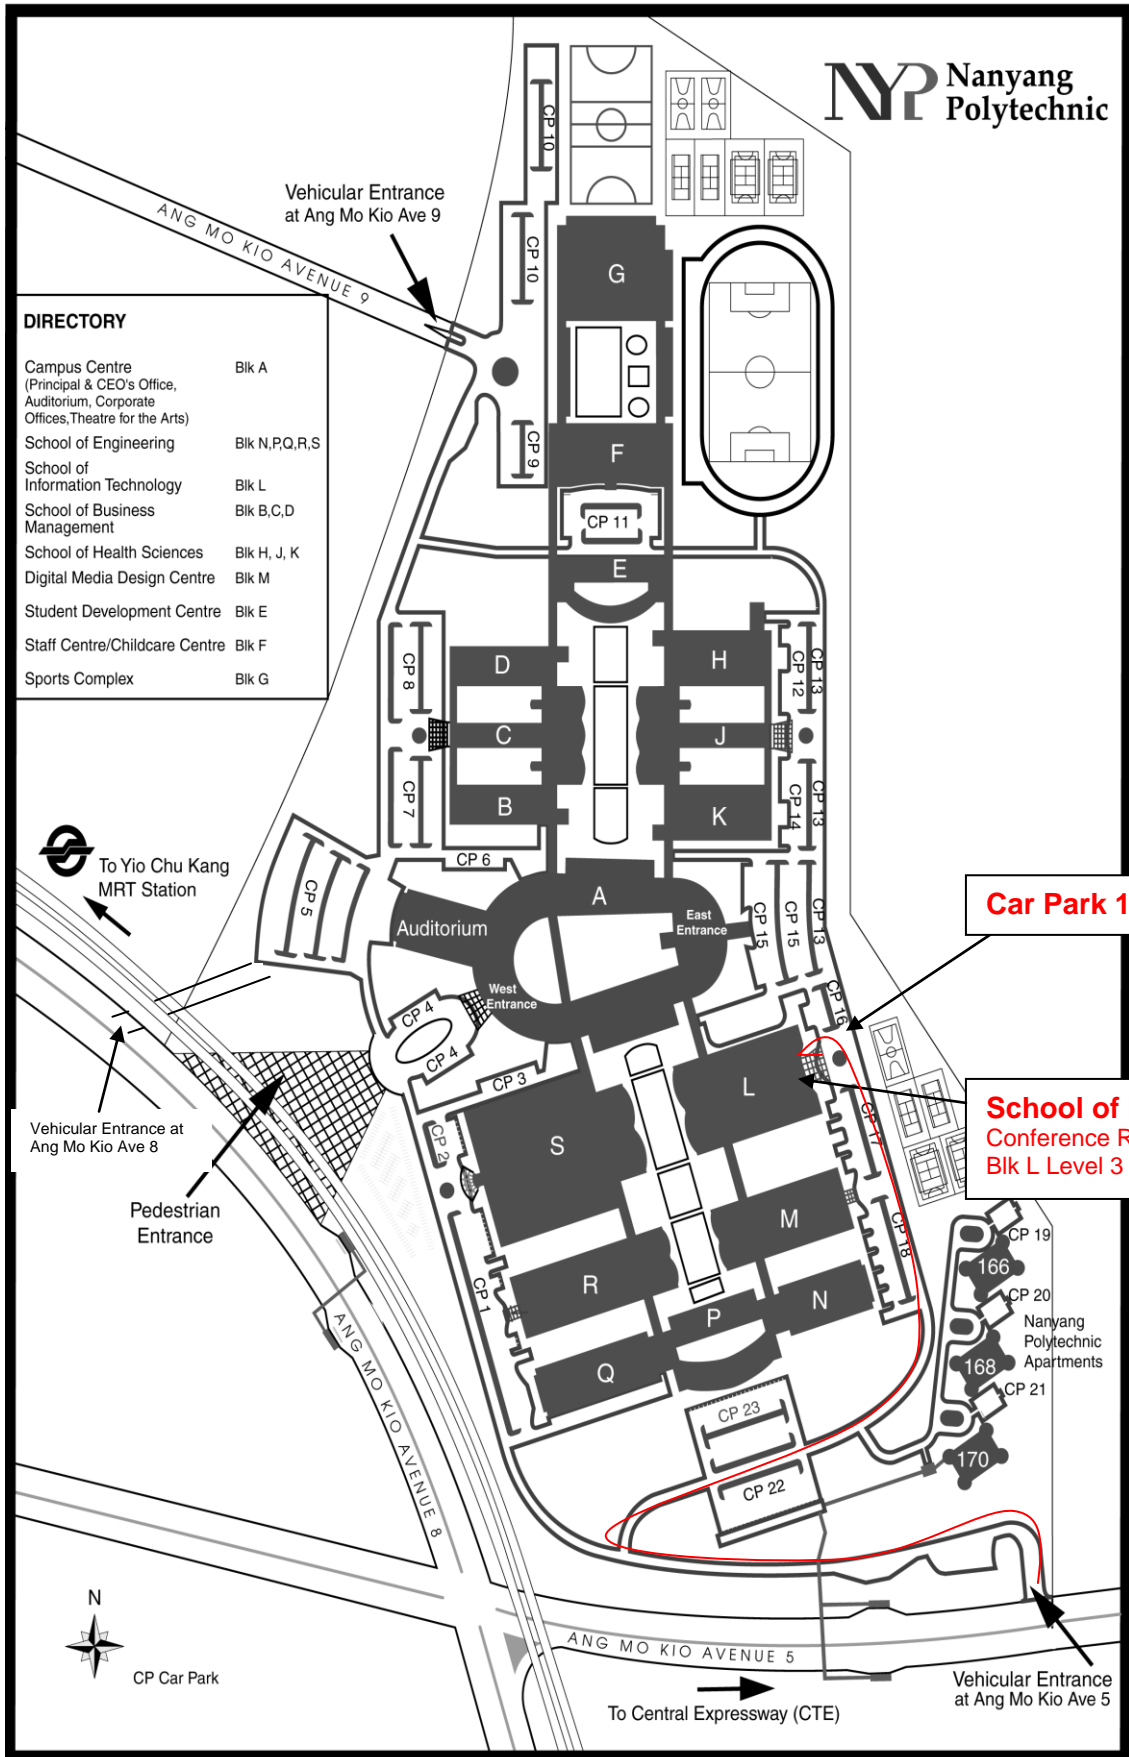 NYP Nanyang
Polytechnic
CP 10
Vehicular Entrance
at Ang Mo Kio Ave 9
ANG MO KIO AVENUE 9
CP 10
G
DIRECTORY
Campus Centre Blk A
(Principal & CEO's Office,
Auditorium, Corporate
Offices,Theatre for the Arts)
School of Engineering Blk N,P,Q,R,S
School of
Information Technology Blk L
School of Business Blk B,C,D
Management
School of Health Sciences Blk H, J, K
Digital Media Design Centre Blk M
Student Development Centre Blk E
Staff Centre/Childcare Centre Blk F
Sports Complex Blk G
CP 9
F
CP 11
E
CP 8
D
H
CP 12
CP 13
C
J
CP 7
B
K
CP 14
CP 13
CP 6
To Yio Chu Kang
MRT Station
CP 5
A
Auditorium
East
Entrance
CP 15
CP 15
CP 13
Car Park 1
West
Entrance
CP 4
CP 4
CP 16
CP 3
L
Vehicular Entrance at
Ang Mo Kio Ave 8
CP 2
S
CP 17
School of
Conference R
Blk L Level 3
Pedestrian
Entrance
M
CP 18
CP 19
166
CP 1
R
N
P
CP 20
Nanyang
Polytechnic
Apartments
168
Q
CP 21
ANG MO KIO AVENUE 8
CP 23
170
CP 22
N
CP Car Park
ANG MO KIO AVENUE 5
To Central Expressway (CTE)
Vehicular Entrance
at Ang Mo Kio Ave 5